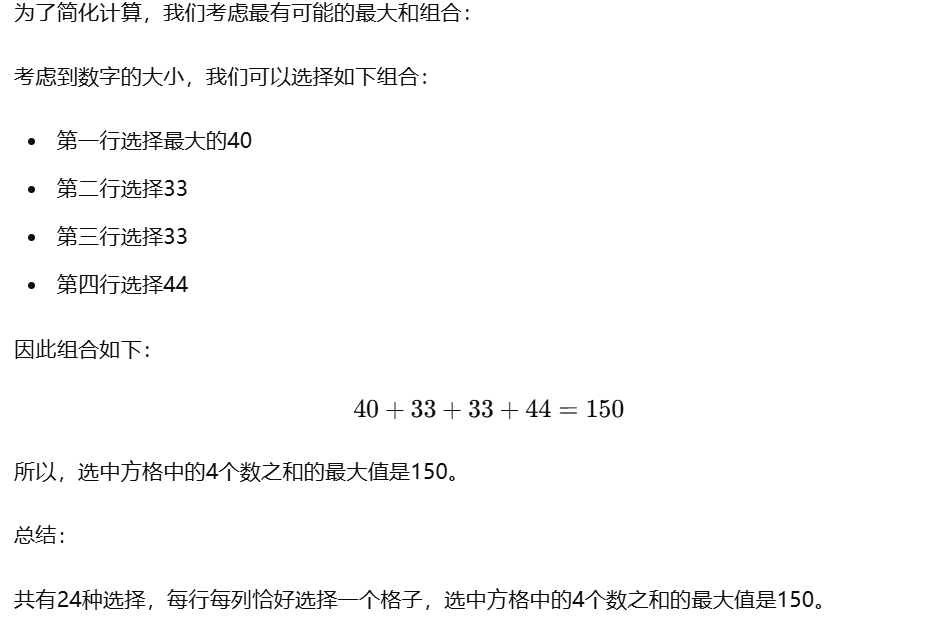 为了简化计算，我们考虑最有可能的最大和组合：
考虑到数字的大小，我们可以选择如下组合：
• 第一行选择最大的40
• 第二行选择33
• 第三行选择33
• 第四行选择44
因此组合如下：
40 + 33 + 33 + 44 = 150
所以，选中方格中的4个数之和的最大值是150。
总结：
共有24种选择，每行每列恰好选择一个格子，选中方格中的4个数之和的最大值是150。